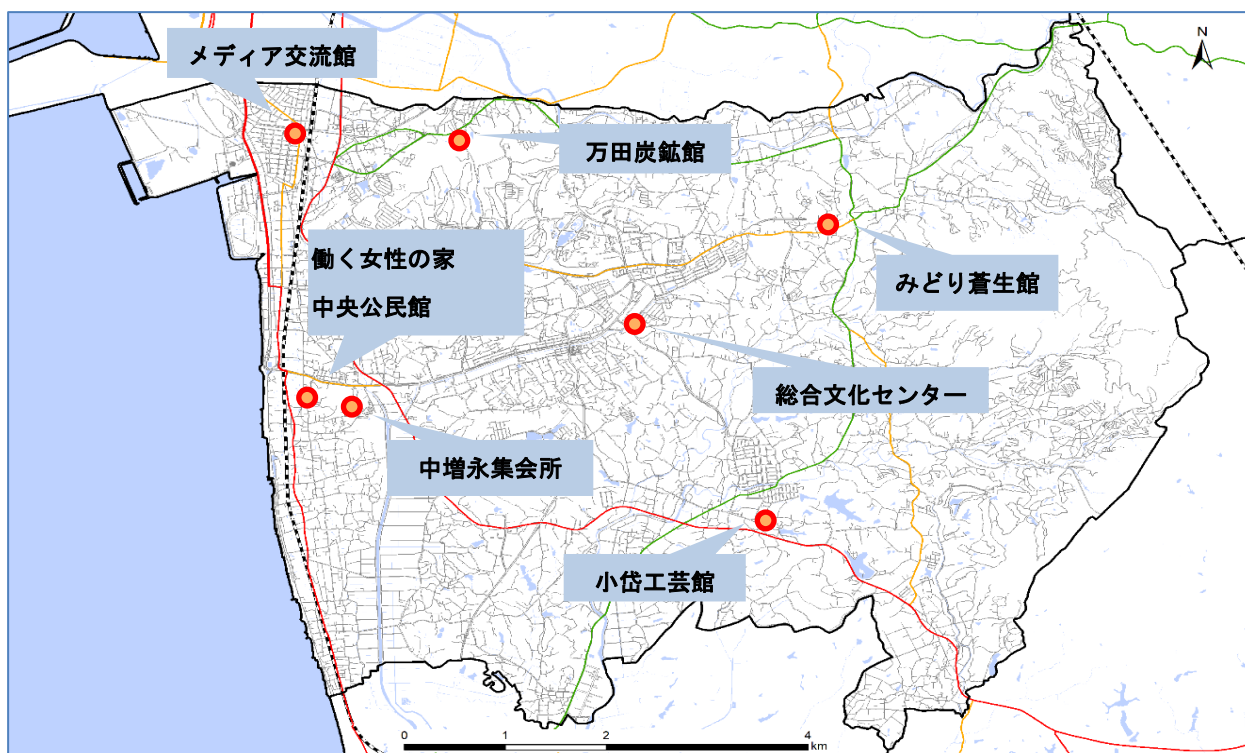 メディア交流館
N
万田炭鉱館
働く女性の家
中央公民館
みどり蒼生館
総合文化センター
中増永集会所
小岱工芸館
0 2 4
km